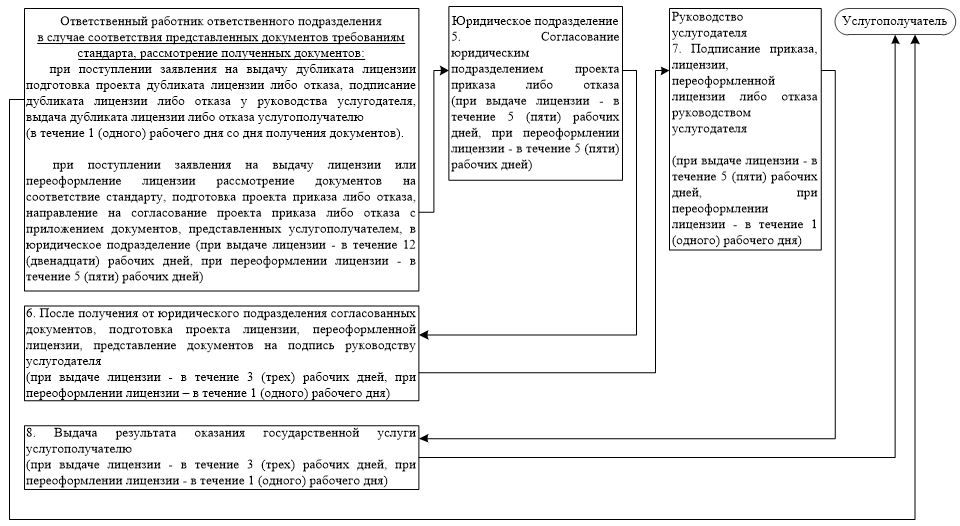 Ответственный работник ответственного подразделения
в случае соответствия представленных документов требованиям
стандарта, рассмотрение полученных документов:
при поступлении заявления на выдачу дубликата лицензии
подготовка проекта дубликата лицензии либо отказа, подписание
дубликата лицензии либо отказа у руководства услугодателя,
выдача дубликата лицензии либо отказа услугополучателю
(в течение 1 (одного) рабочего дня со дня получения документов).
при поступлении заявления на выдачу лицензии или
переоформление лицензии рассмотрение документов на
соответствие стандарту, подготовка проекта приказа либо отказа,
направление на согласование проекта приказа либо отказа с
приложением документов, представленных услугополучателем, в
юридическое подразделение (при выдаче лицензии - в течение 12
(двенадцати) рабочих дней, при переоформлении лицензии - в
течение 5 (пяти) рабочих дней)
Юридическое подразделение
5. Согласование
юридическим
подразделением проекта
приказа либо отказа
(при выдаче лицензии - в
течение 5 (пяти) рабочих
дней, при переоформлении
лицензии - в течение 5 (пяти)
рабочих дней)
6. После получения от юридического подразделения согласованных
документов, подготовка проекта лицензии, переоформленной
лицензии, представление документов на подпись руководству
услугодателя
(при выдаче лицензии - в течение 3 (трех) рабочих дней, при
переоформлении лицензии – в течение 1 (одного) рабочего дня)
Руководство
услугодателя
7. Подписание приказа,
лицензии,
переоформленной
лицензии либо отказа
руководством
услугодателя
(при выдаче лицензии - в
течение 5 (пяти) рабочих
дней, при
переоформлении
лицензии - в течение 1
(одного) рабочего дня)
8. Выдача результата оказания государственной услуги
услугополучателю
(при выдаче лицензии - в течение 3 (трех) рабочих дней, при
переоформлении лицензии - в течение 1 (одного) рабочего дня)
Услугополучатель